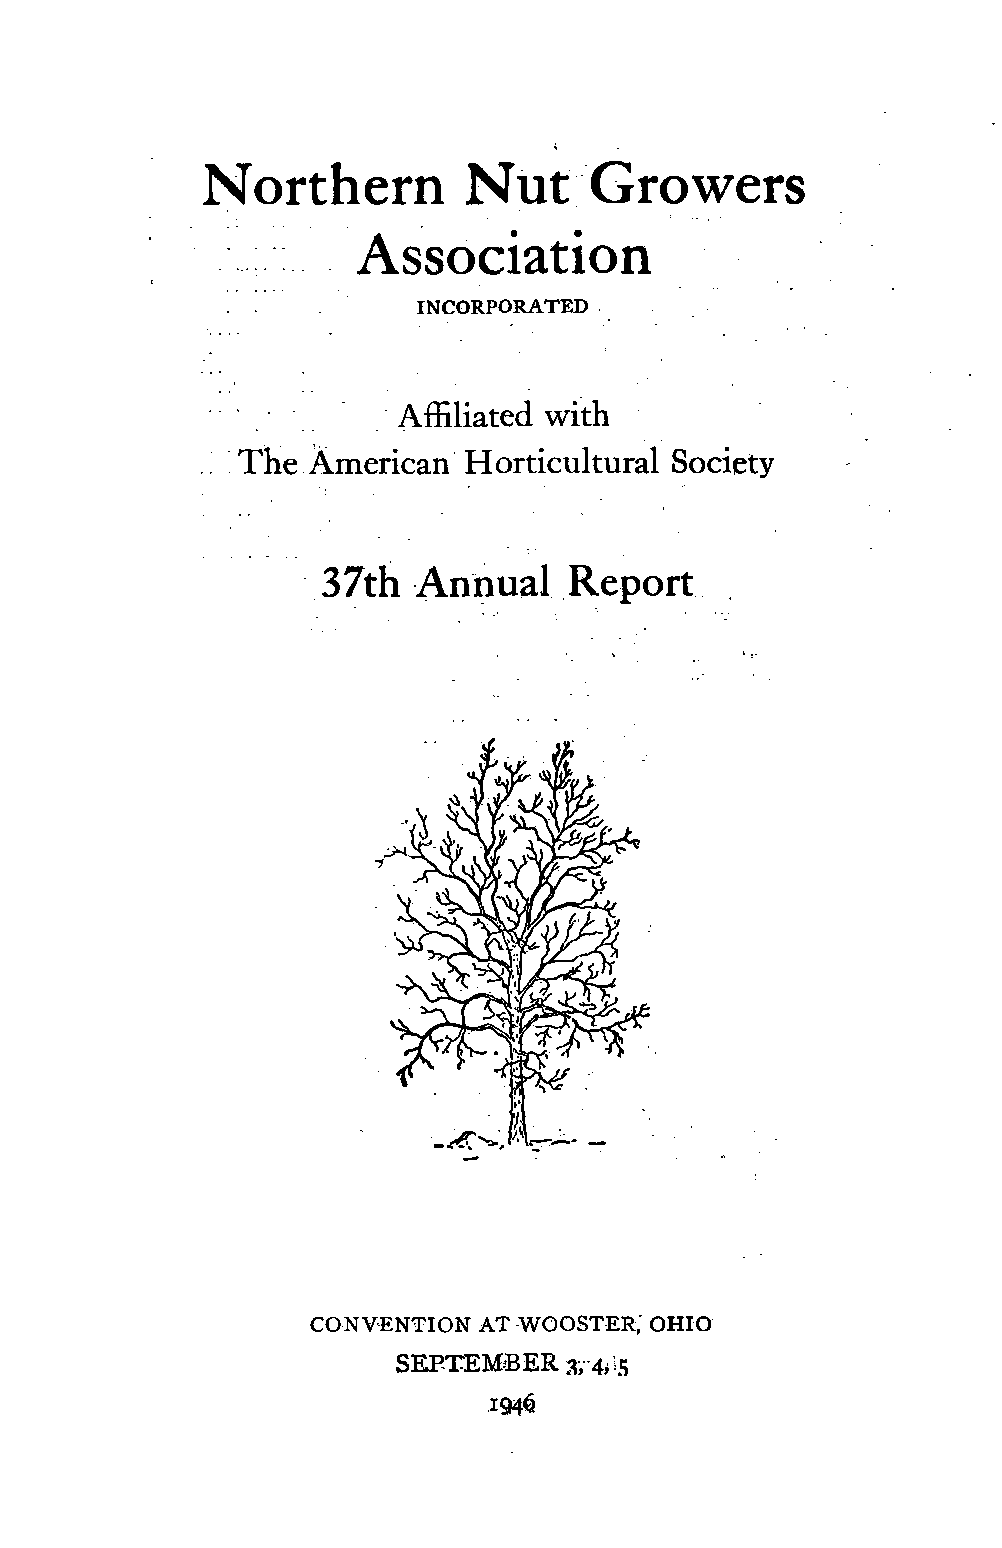 Northern Nut Growers
Association
INCORPORATED
Affiliated with
The American Horticultural Society
37th Annual Report
CONVENTION AT WOOSTER, OHIO
SEPTEMBER 3, 4, 5
1946